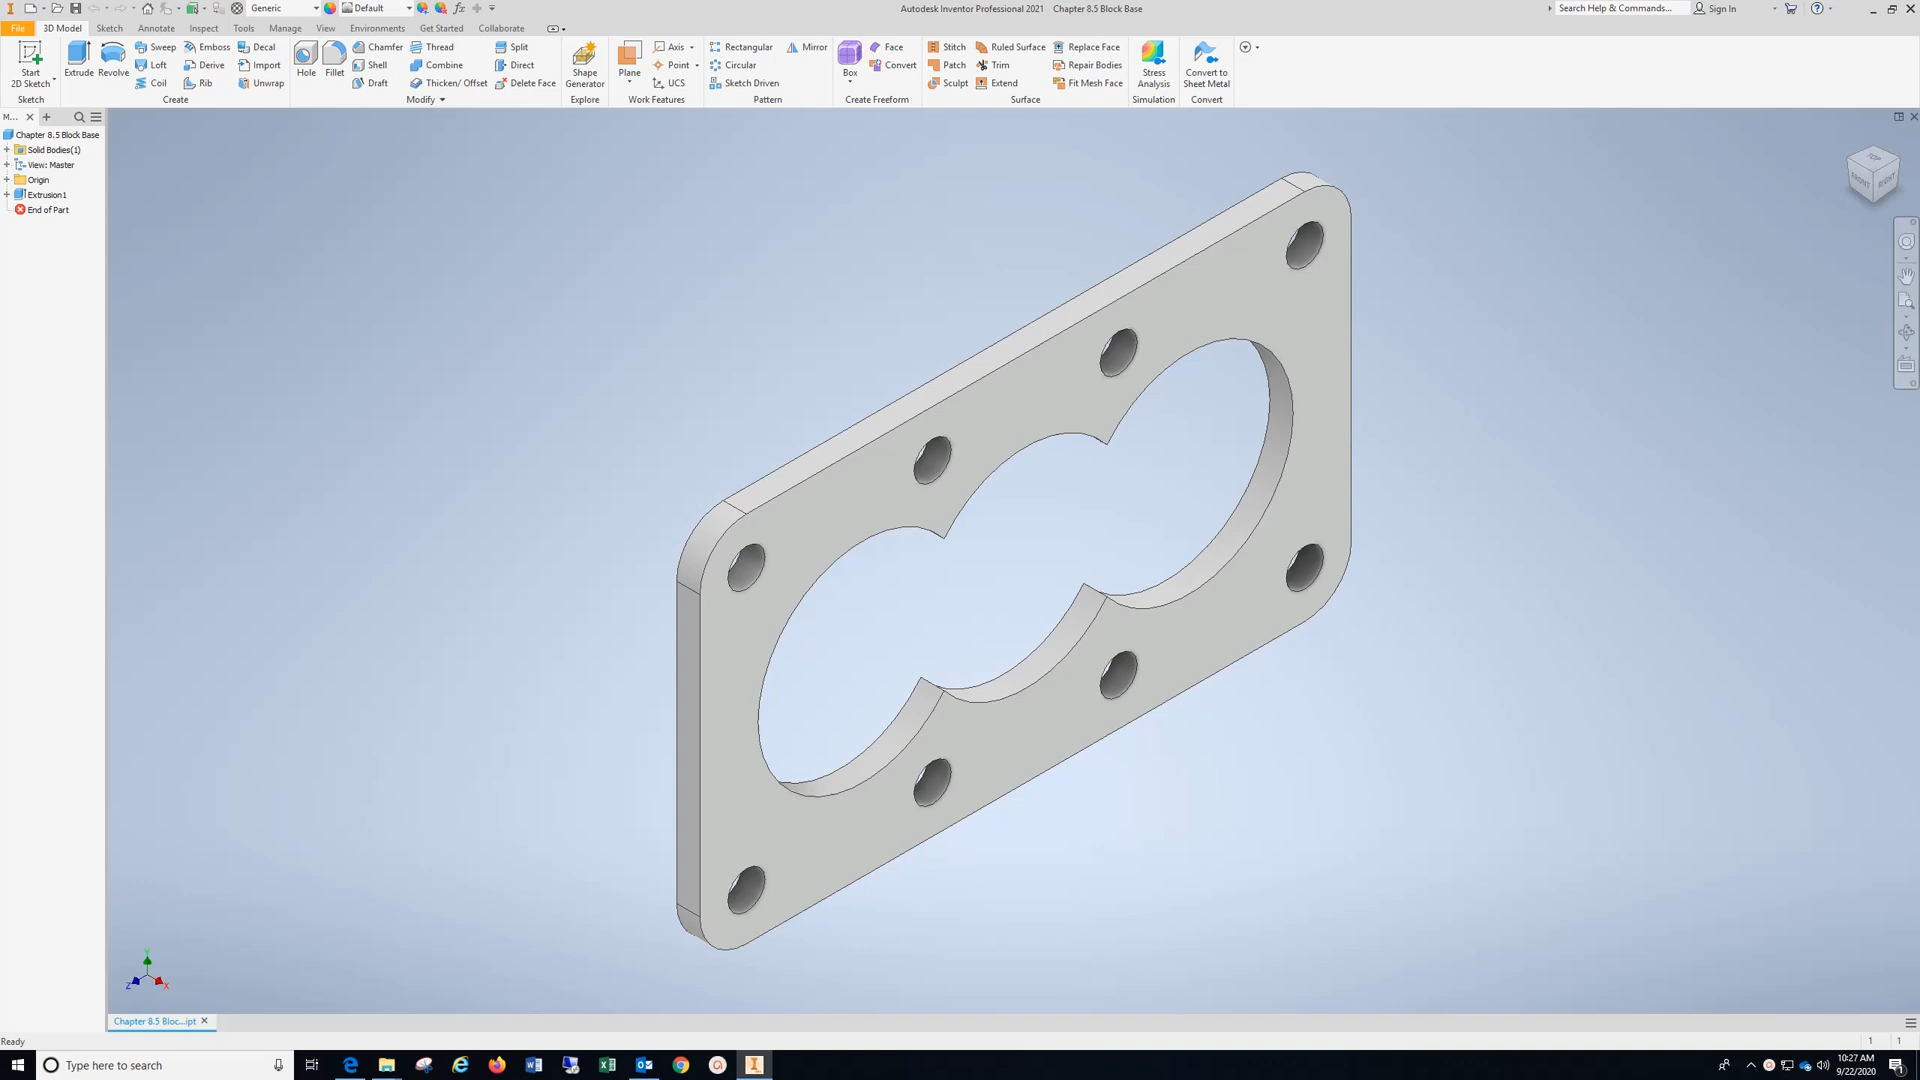 Generic
Default
fx
Autodesk Inventor Professional 2021 Chapter 8.5 Block Base
Search Help & Commands...
Sign In
File 3D Model Sketch Annotate Inspect Tools Manage View Environments Get Started Collaborate
Start
2D Sketch
Sketch
Extrude
Revolve
Sweep Emboss Decal
Loft Derive Import
Coil Rib Unwrap
Create
Hole
Fillet
Chamfer Thread Split
Shell Combine Direct
Draft Thicken/ Offset Delete Face
Modify
Shape
Generator
Explore
Plane
Axis
Point
UCS
Work Features
Rectangular Mirror
Circular
Sketch Driven
Pattern
Box
Face
Convert
Create Freeform
Stitch Ruled Surface Replace Face
Patch Trim Repair Bodies
Sculpt Extend Fit Mesh Face
Surface
Stress
Analysis
Simulation
Convert to
Sheet Metal
Convert
M...
Chapter 8.5 Block Base
Solid Bodies(1)
View: Master
Origin
Extrusion1
End of Part
TOP
FRONT
RIGHT
Y
Z
X
Chapter 8.5 Bloc...ipt
Ready
1 1
Type here to search
10:27 AM
9/22/2020